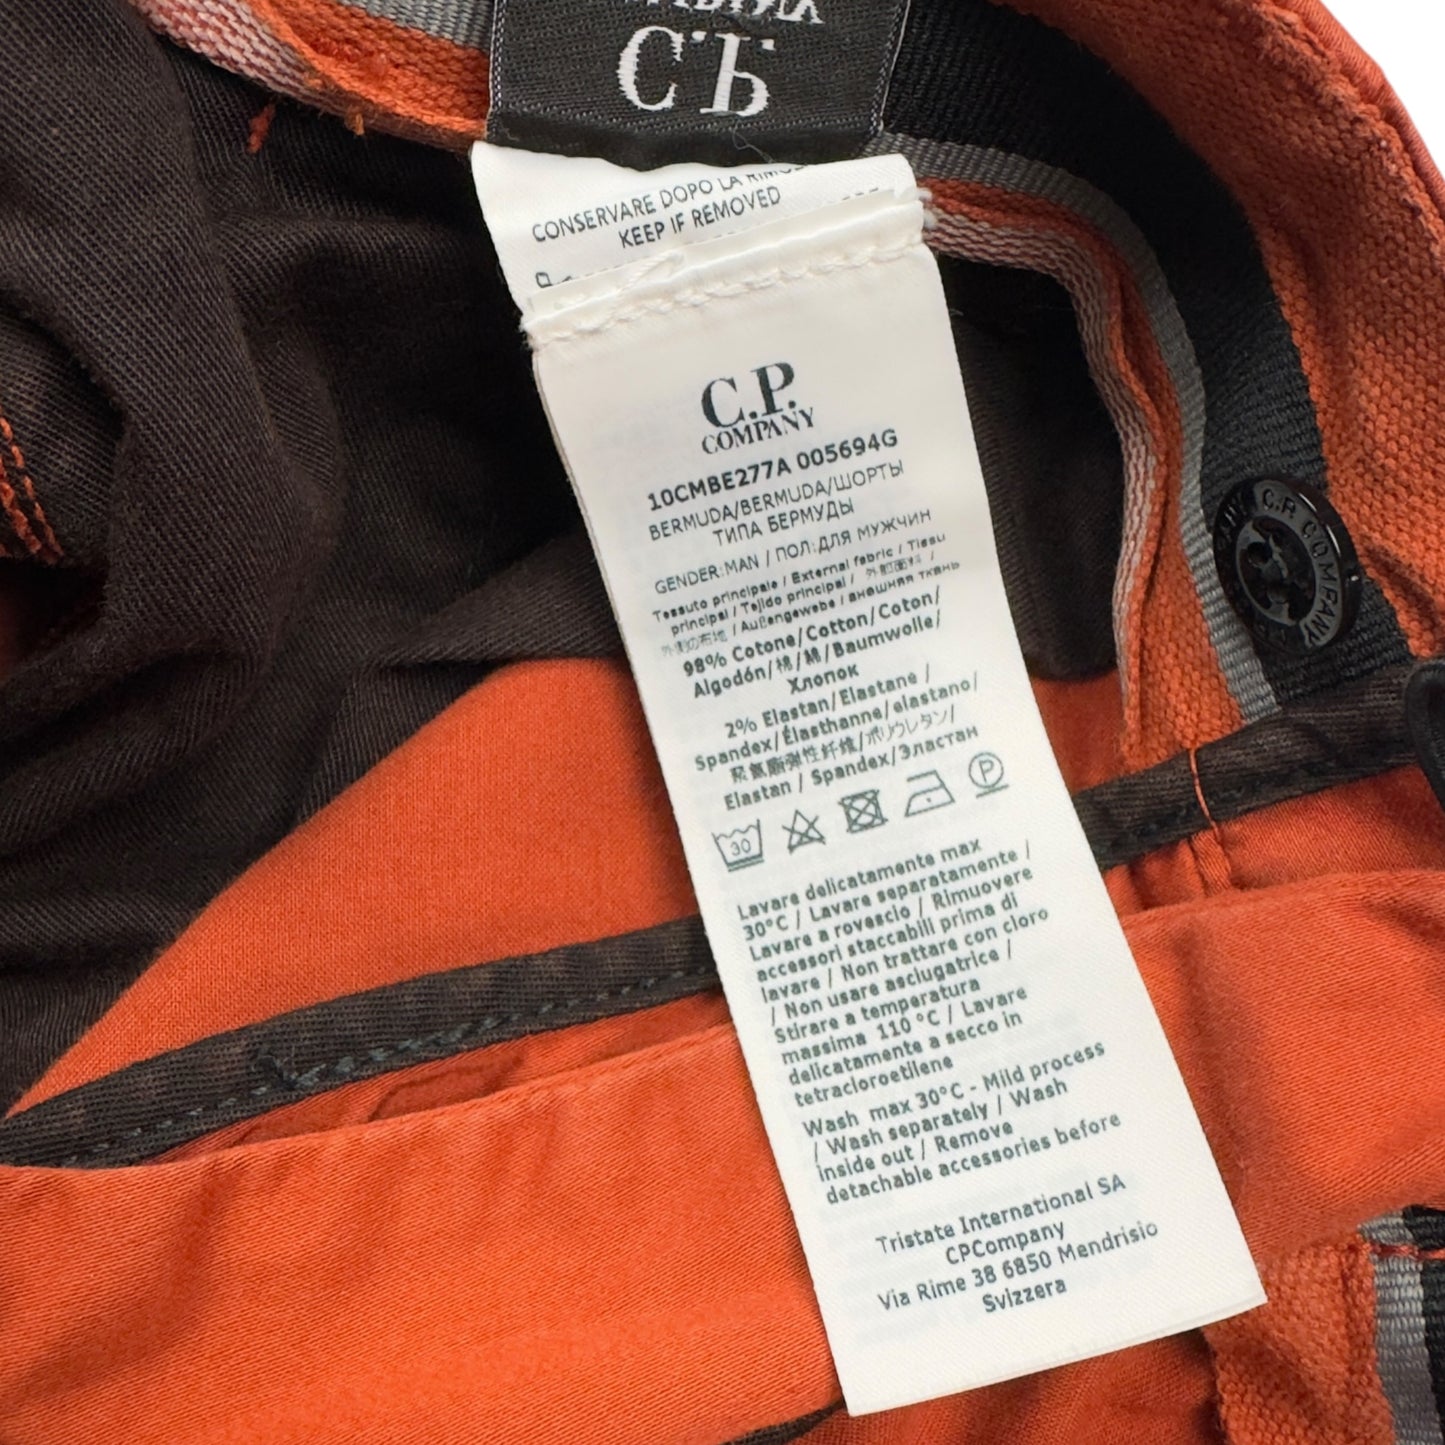 C.P.
CONSERVARE DOPO LA
KEEP IF REMOVED
C.P.
COMPANY
10CMBE277A 005694G
BERMUDA/BERMUDA/ШОРТЫ
ТИПА БЕРМУДЫ
GENDER:MAN / ПОЛ:ДЛЯ МУЖЧИН
Tessuto principale / External fabric / Tissu
principal / Tejido principal / 外部面料 /
外側の布地 / Außengewebe / внешняя ткань
98% Cotone/Cotton/Coton/
Algodón/棉/綿/Baumwolle/
Хлопок
2% Elastan/Elastane /
Spandex/Élasthanne/elastano/
聚氨酯弹性纤维/ポリウレタン/
Elastan / Spandex/Эластан
30
P
Lavare delicatamente max
30°C / Lavare separatamente /
Lavare a rovescio / Rimuovere
accessori staccabili prima di
lavare / Non trattare con cloro
/ Non usare asciugatrice /
Stirare a temperatura
massima 110°C / Lavare
delicatamente a secco in
tetracloroetilene
Wash max 30°C - Mild process
/ Wash separately / Wash
inside out / Remove
detachable accessories before
Tristate International SA
CPCompany
Via Rime 38 6850 Mendrisio
Svizzera
C.P. COMPANY